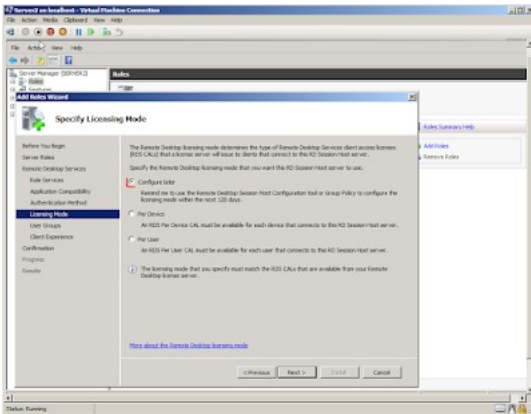 Server2 on localhost - Virtual Machine Connection
File Action Media Clipboard View Help
File Action View Help
Server Manager (SERVER2)
Roles
Roles
Features
Add Roles Wizard
Specify Licensing Mode
Roles Summary Help
Add Roles
Remove Roles
Before You Begin
Server Roles
Remote Desktop Services
Role Services
Application Compatibility
Authentication Method
Licensing Mode
User Groups
Client Experience
Confirmation
Progress
Results
The Remote Desktop licensing mode determines the type of Remote Desktop Services client access licenses
(RDS CALs) that a license server will issue to clients that connect to this RD Session Host server.
Specify the Remote Desktop licensing mode that you want this RD Session Host server to use.
Configure later
Remind me to use the Remote Desktop Session Host Configuration tool or Group Policy to configure the
licensing mode within the next 120 days.
Per Device
An RDS Per Device CAL must be available for each device that connects to this RD Session Host server.
Per User
An RDS Per User CAL must be available for each user that connects to this RD Session Host server.
The licensing mode that you specify must match the RDS CALs that are available from your Remote
Desktop license server.
More about the Remote Desktop licensing mode
< Previous
Next >
Install
Cancel
Status: Running